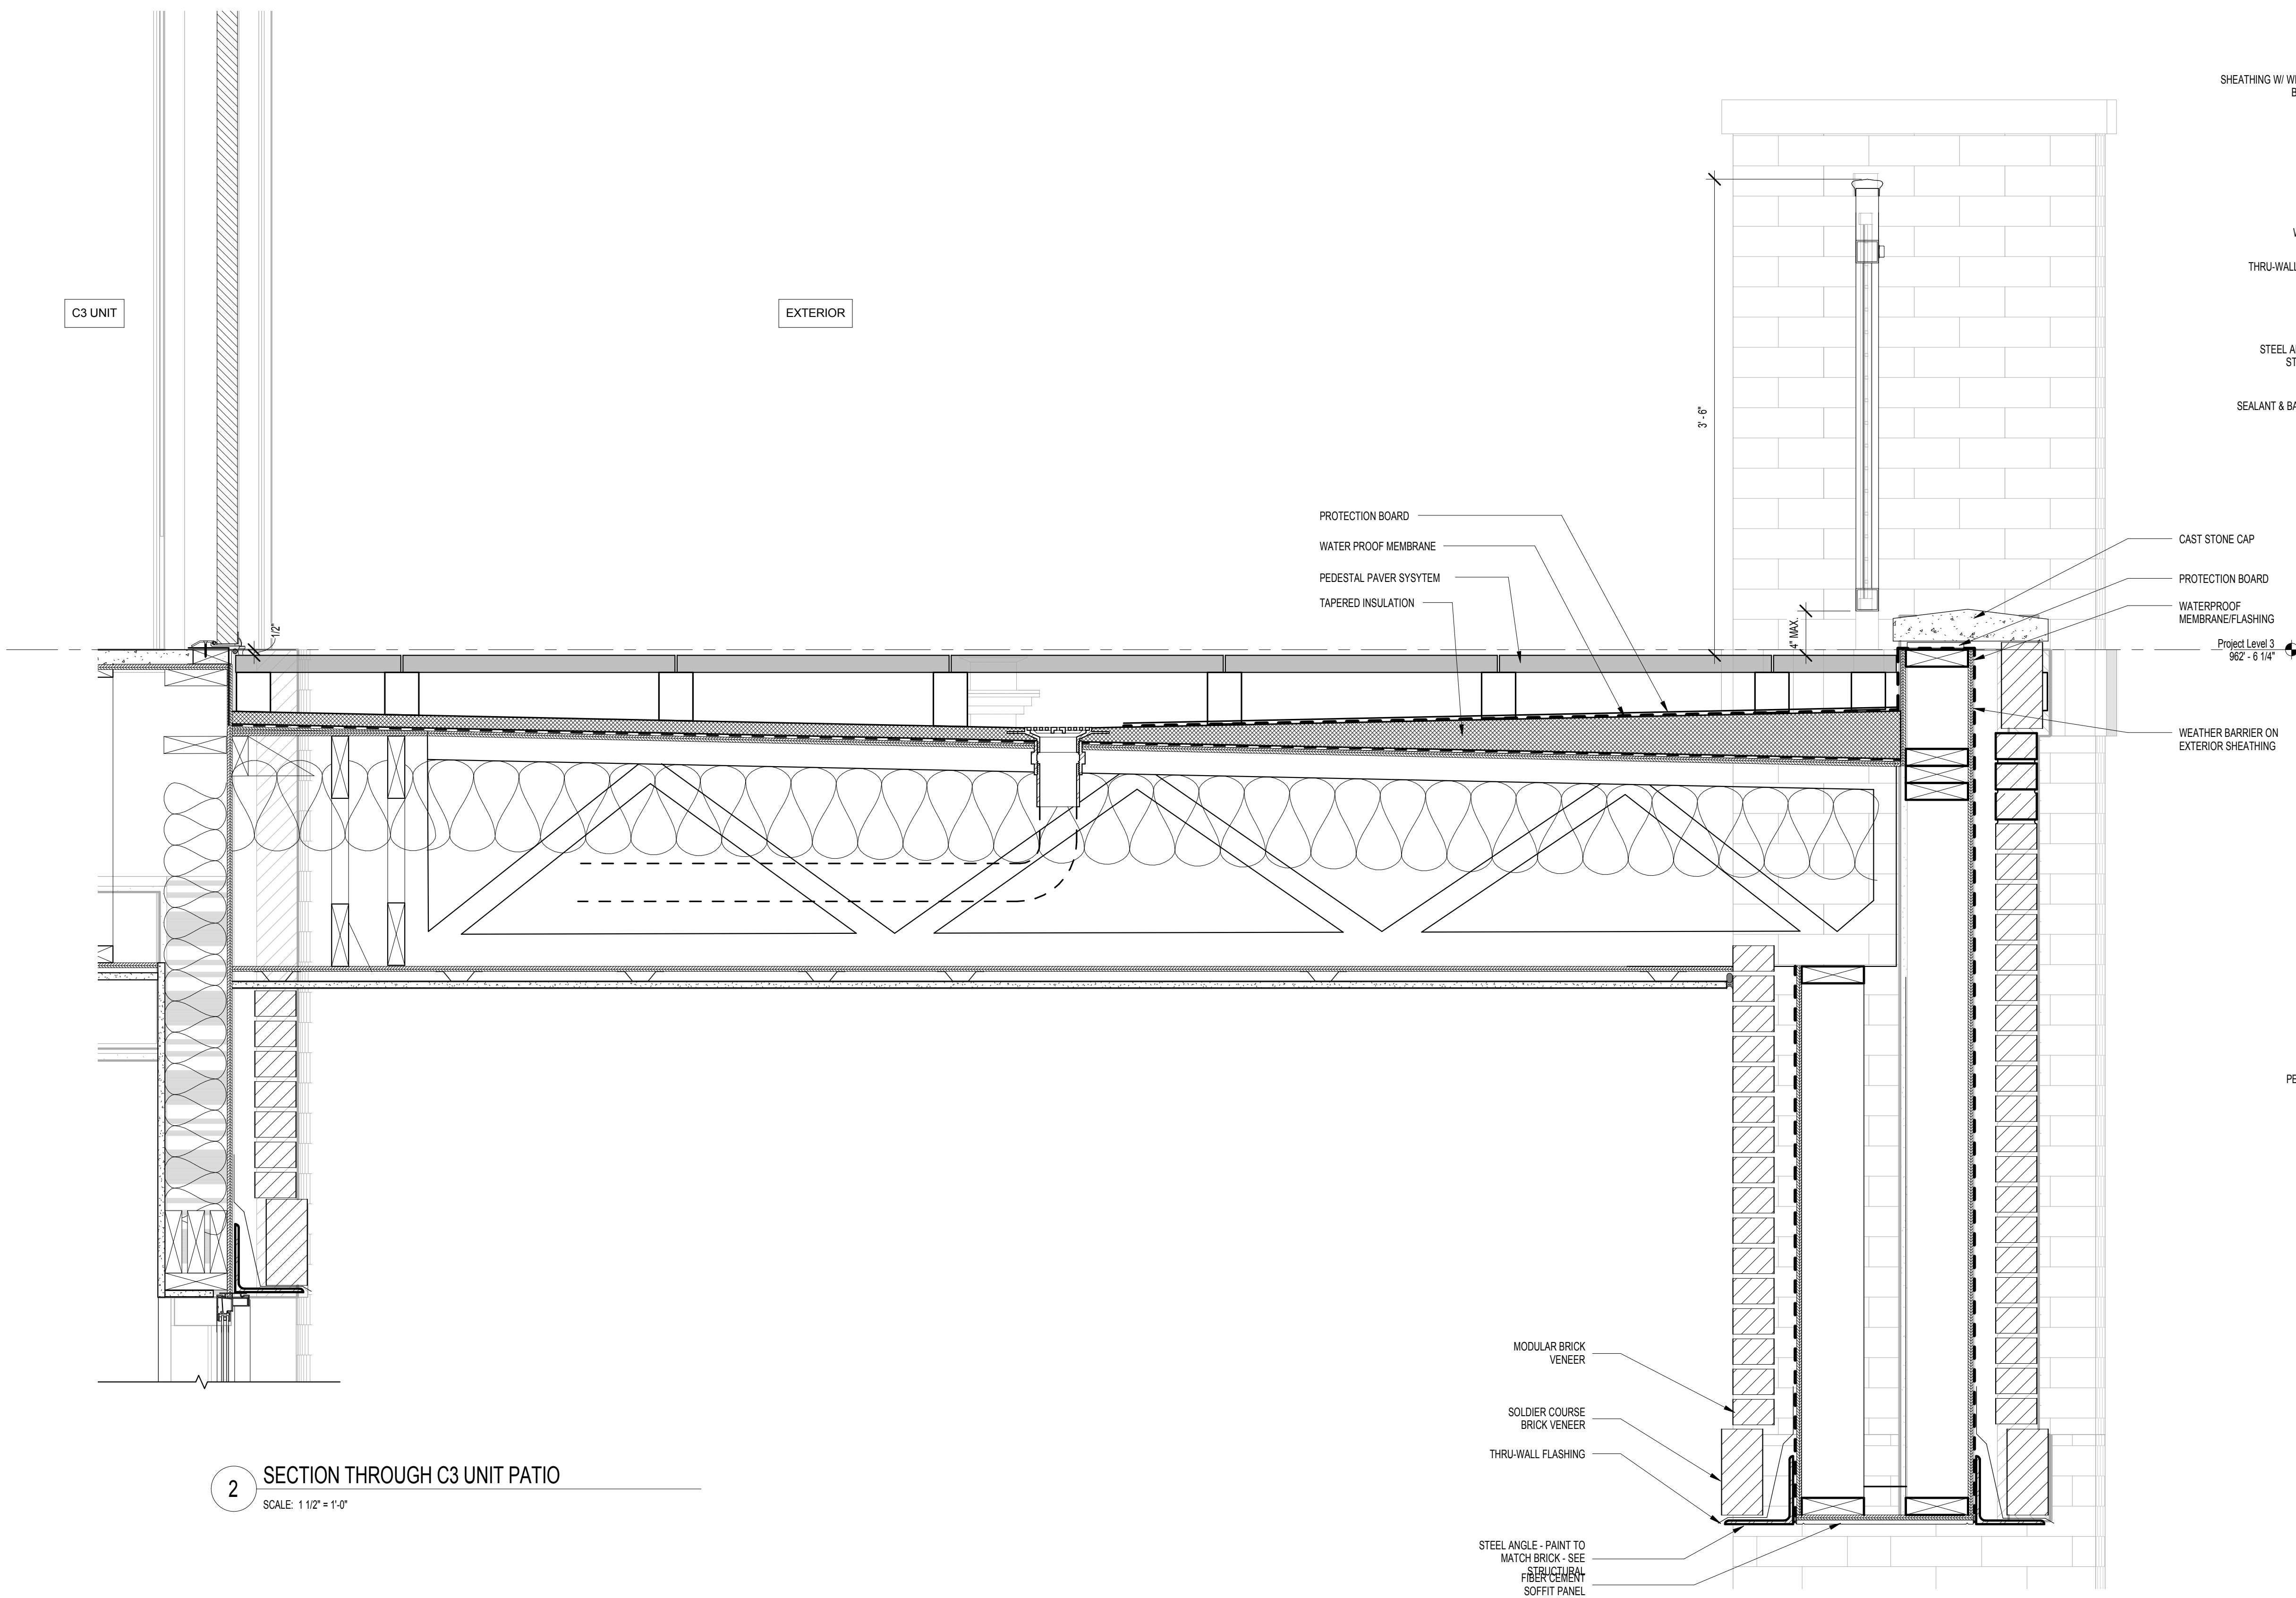 SHEATHING W/
B
THRU-WALL
STEEL
ST
SEALANT &
C3 UNIT
EXTERIOR
3' - 6"
PROTECTION BOARD
WATER PROOF MEMBRANE
PEDESTAL PAVER SYSYTEM
TAPERED INSULATION
1/2"
4" MAX.
CAST STONE CAP
PROTECTION BOARD
WATERPROOF
MEMBRANE/FLASHING
Project Level 3
962' - 6 1/4"
WEATHER BARRIER ON
EXTERIOR SHEATHING
PE
MODULAR BRICK
VENEER
SOLDIER COURSE
BRICK VENEER
THRU-WALL FLASHING
STEEL ANGLE - PAINT TO
MATCH BRICK - SEE
STRUCTURAL
FIBER CEMENT
SOFFIT PANEL
2
SECTION THROUGH C3 UNIT PATIO
SCALE: 1 1/2" = 1'-0"